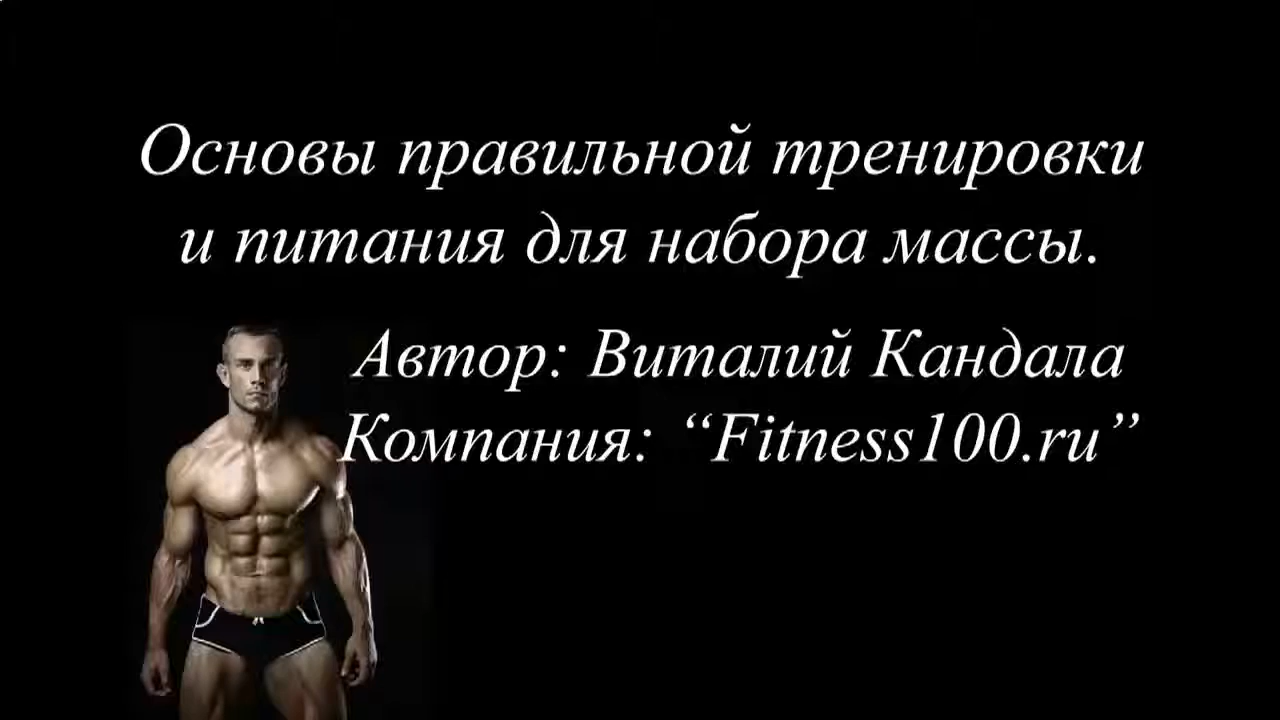 Основы правильной тренировки
и питания для набора массы.
Автор: Виталий Кандала
Компания: “Fitness100.ru”